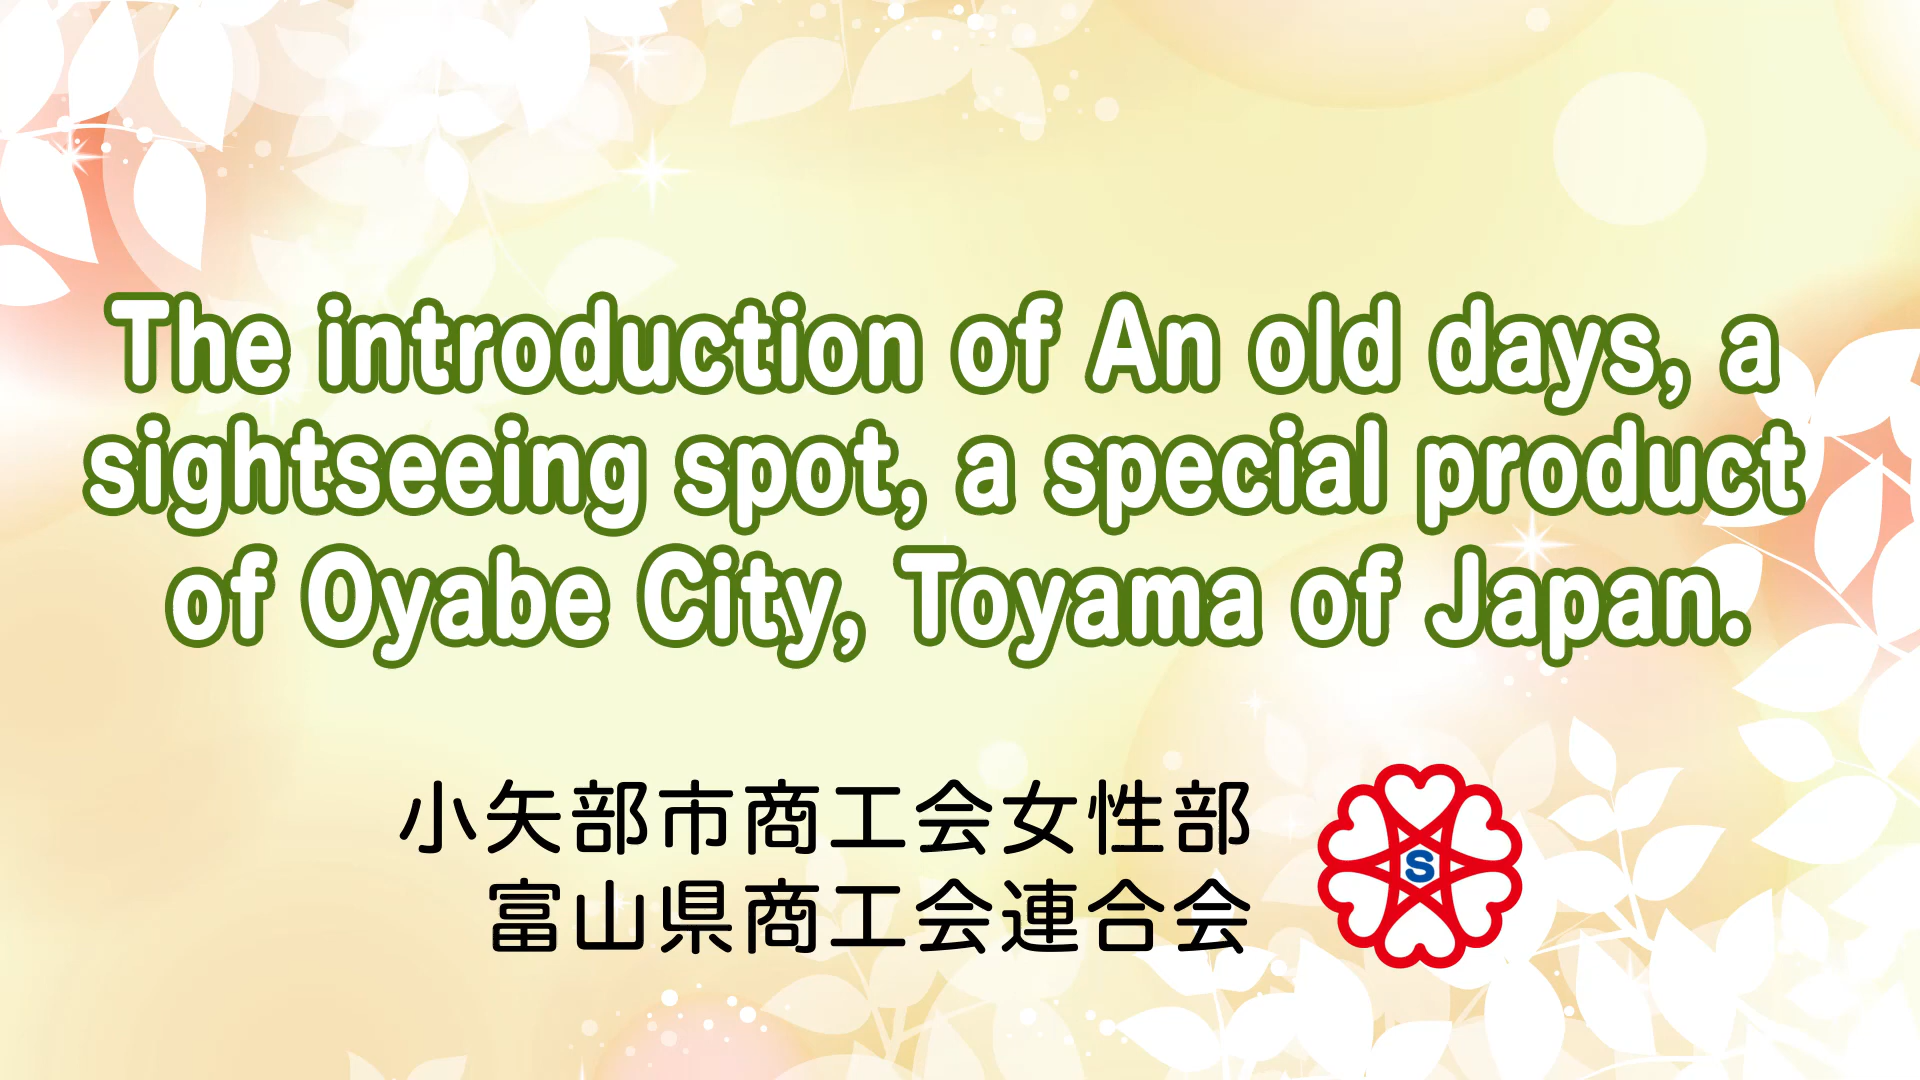 The introduction of An old days, a
sightseeing spot, a special product
of Oyabe City, Toyama of Japan.
小矢部市商工会女性部
富山県商工会連合会
S